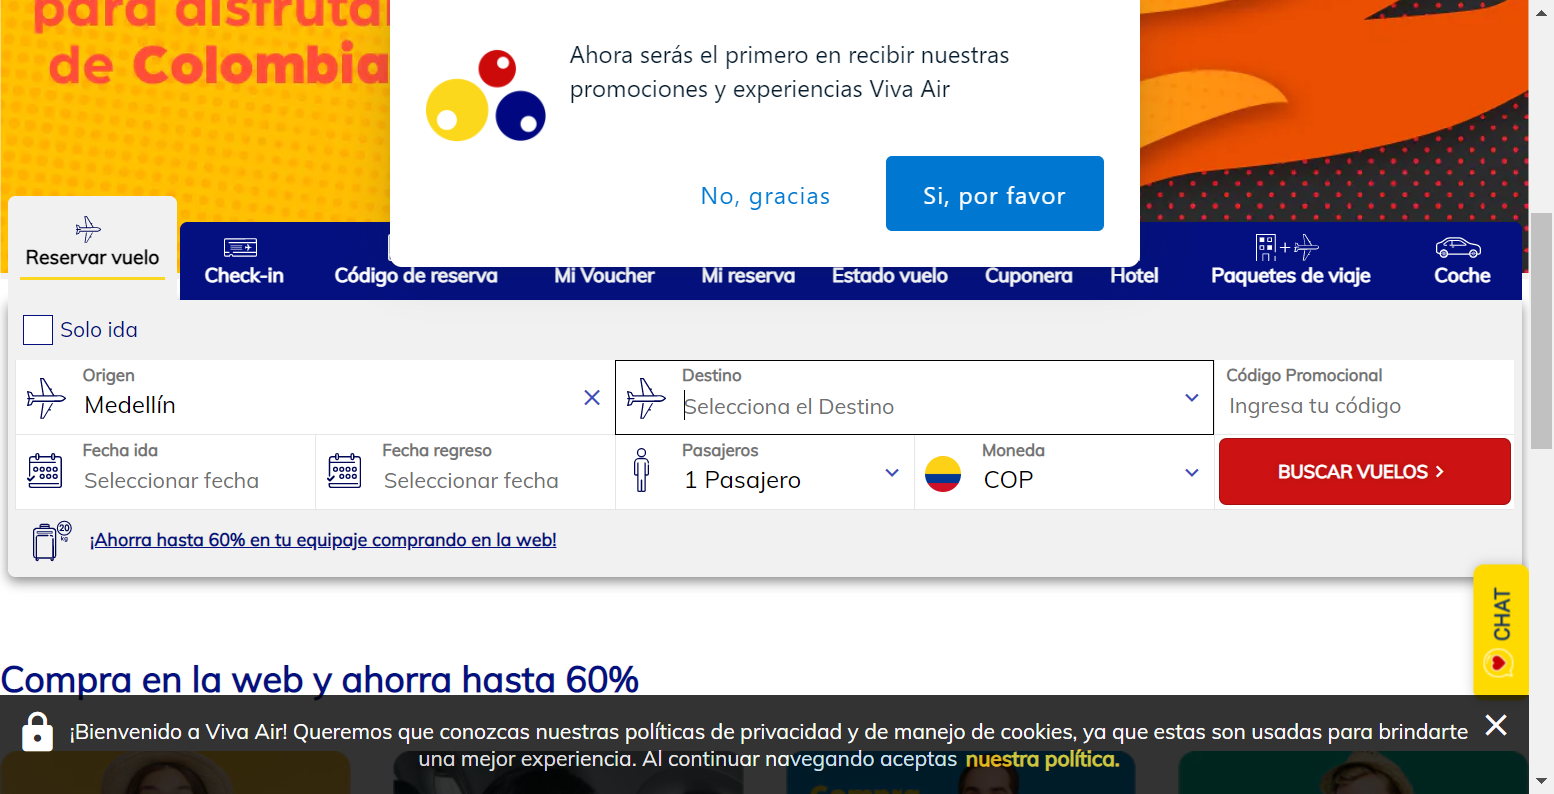 para disfrutar
de Colombia
Ahora serás el primero en recibir nuestras
promociones y experiencias Viva Air
No, gracias
Si, por favor
Reservar vuelo
Check-in
Código de reserva
Mi Voucher
Mi reserva
Estado vuelo
Cuponera
Hotel
Paquetes de viaje
Coche
Solo ida
Origen
Medellín
Destino
Selecciona el Destino
Código Promocional
Ingresa tu código
Fecha ida
Seleccionar fecha
Fecha regreso
Seleccionar fecha
Pasajeros
1 Pasajero
Moneda
COP
BUSCAR VUELOS
20
kg
¡Ahorra hasta 60% en tu equipaje comprando en la web!
CHAT
Compra en la web y ahorra hasta 60%
¡Bienvenido a Viva Air! Queremos que conozcas nuestras políticas de privacidad y de manejo de cookies, ya que estas son usadas para brindarte
una mejor experiencia. Al continuar navegando aceptas nuestra política.
Compra